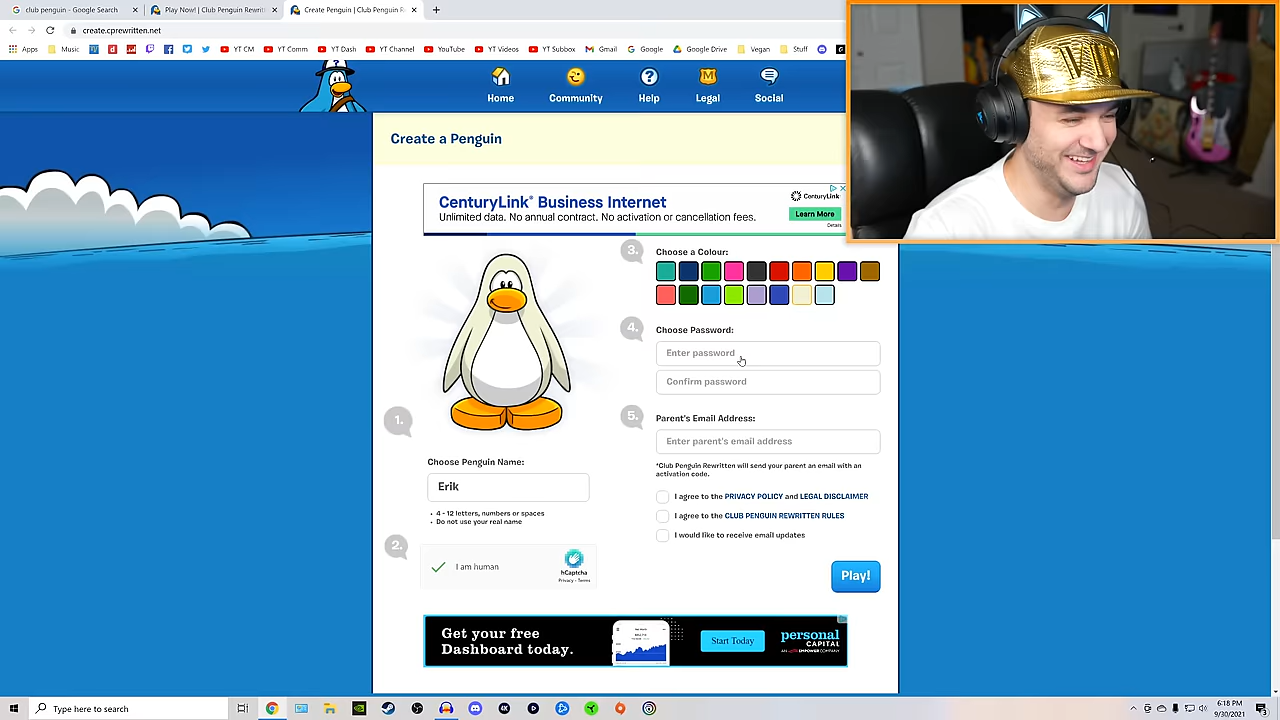 club penguin - Google Search
Play Now! | Club Penguin Rewritt
Create Penguin | Club Penguin R
create.cprewritten.net
Apps
Music
YT CM
YT Comm
YT Dash
YT Channel
YouTube
YT Videos
YT Subbox
Gmail
Google
Google Drive
Vegan
Stuff
Home
Community
Help
Legal
Social
Create a Penguin
CenturyLink® Business Internet
Unlimited data. No annual contract. No activation or cancellation fees.
CenturyLink
Learn More
Details
3.
Choose a Colour:
4.
Choose Password:
Enter password
Confirm password
5.
Parent's Email Address:
Enter parent's email address
*Club Penguin Rewritten will send your parent an email with an
activation code.
I agree to the PRIVACY POLICY and LEGAL DISCLAIMER
I agree to the CLUB PENGUIN REWRITTEN RULES
I would like to receive email updates
Play!
1.
Choose Penguin Name:
Erik
• 4 - 12 letters, numbers or spaces
• Do not use your real name
2.
I am human
hCaptcha
Privacy - Terms
Get your free
Dashboard today.
Start Today
personal
CAPITAL
AN EMPOWER COMPANY
Type here to search
6:18 PM
9/30/2021